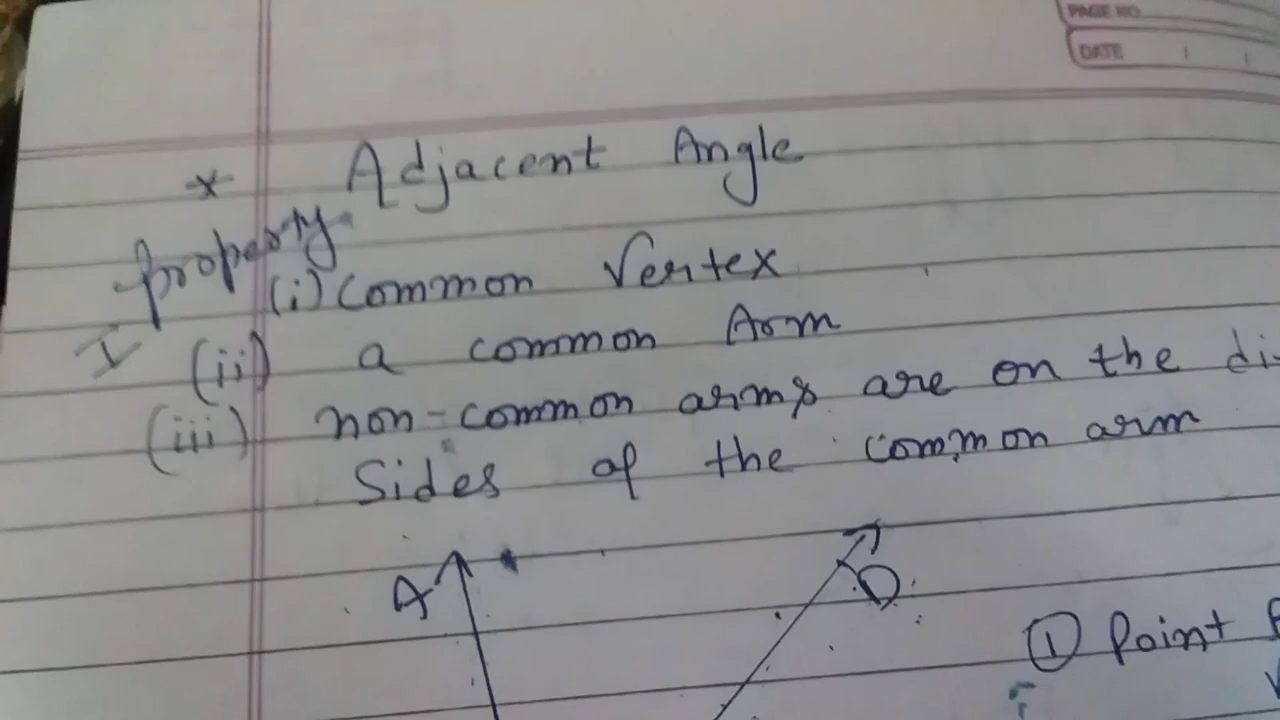 PAGE NO
DATE / /
* Adjacent Angle
Property
(i) Common Vertex
I
(ii) a common Arm
(iii) non-common arms are on the
Sides of the common arm
A
D
① Point